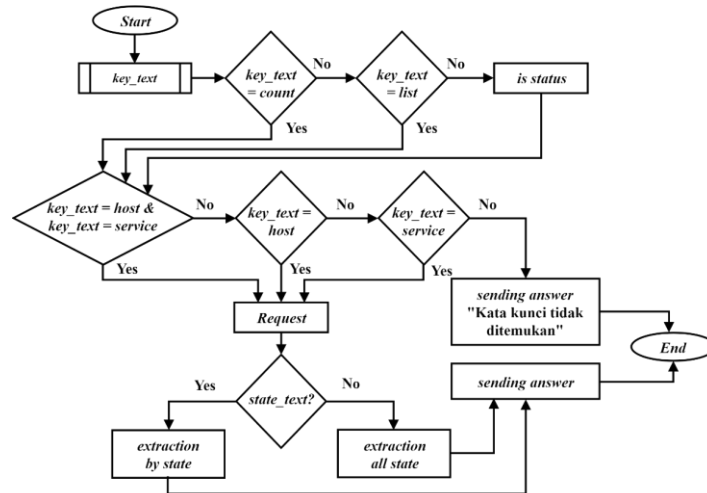 Start
key_text
key_text
= count
No
key_text
= list
No
is status
Yes
Yes
key_text = host &
key_text = service
No
key_text =
host
No
key_text =
service
No
Yes
Yes
Yes
sending answer
"Kata kunci tidak
ditemukan"
Request
End
Yes
state_text?
No
sending answer
extraction
by state
extraction
all state